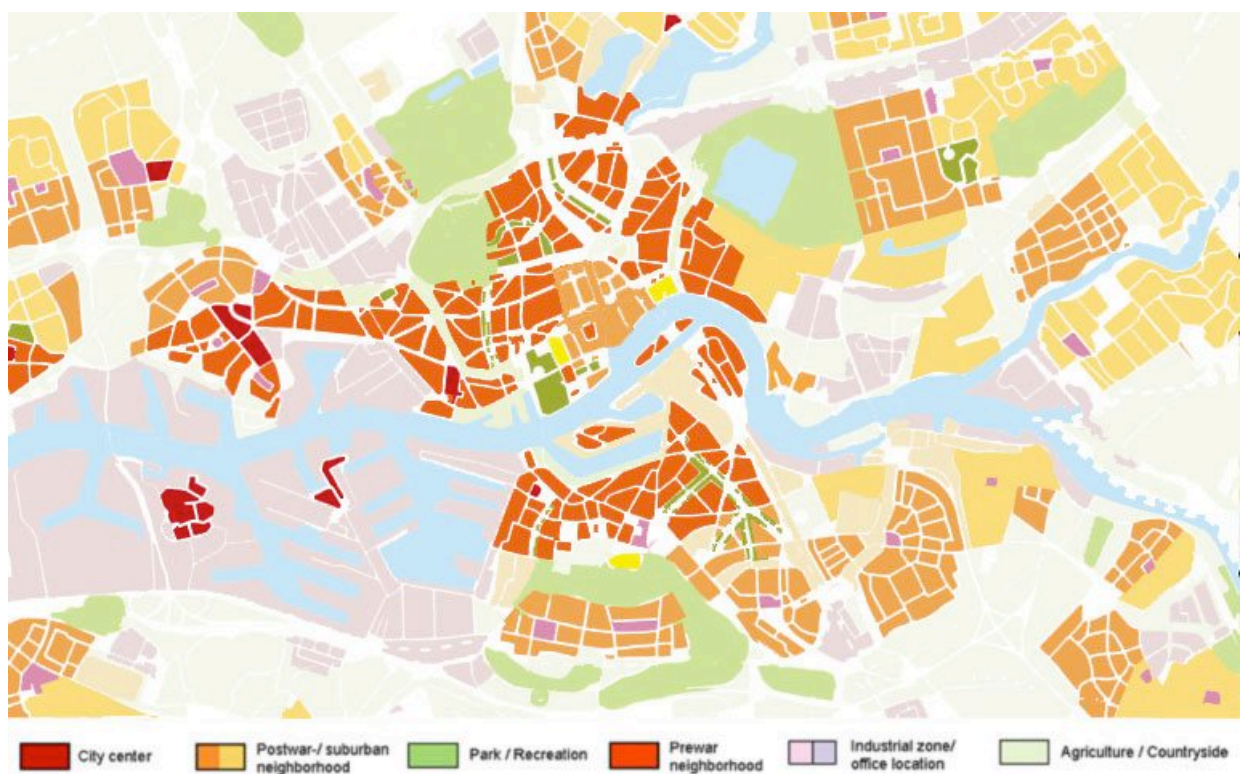 City center
Postwar-/ suburban
neighborhood
Park / Recreation
Prewar
neighborhood
Industrial zone/
office location
Agriculture / Countryside